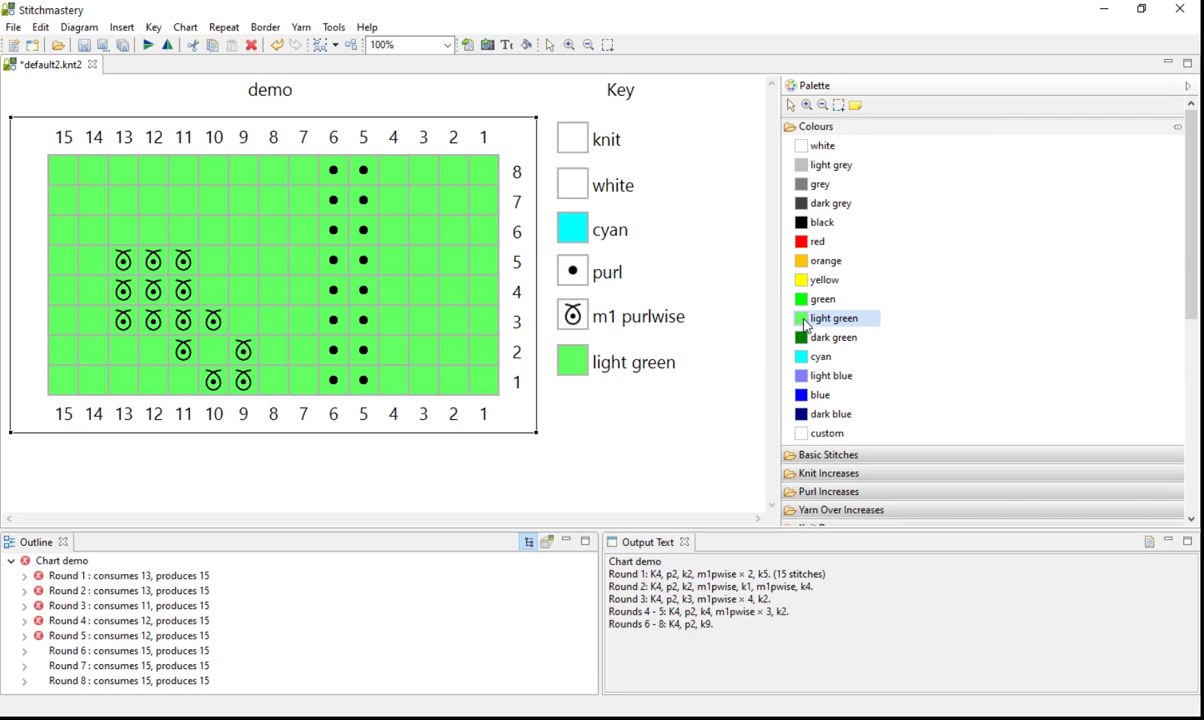 Stitchmastery
File Edit Diagram Insert Key Chart Repeat Border Yarn Tools Help
100%
*default2.knt2
demo
Key
Palette
15 14 13 12 11 10 9 8 7 6 5 4 3 2 1
8
7
6
5
4
3
2
1
15 14 13 12 11 10 9 8 7 6 5 4 3 2 1
knit
white
cyan
purl
m1 purlwise
light green
Colours
white
light grey
grey
dark grey
black
red
orange
yellow
green
light green
dark green
cyan
light blue
blue
dark blue
custom
Basic Stitches
Knit Increases
Purl Increases
Yarn Over Increases
Outline
Chart demo
Round 1 : consumes 13, produces 15
Round 2 : consumes 13, produces 15
Round 3 : consumes 11, produces 15
Round 4 : consumes 12, produces 15
Round 5 : consumes 12, produces 15
Round 6 : consumes 15, produces 15
Round 7 : consumes 15, produces 15
Round 8 : consumes 15, produces 15
Output Text
Chart demo
Round 1: K4, p2, k2, m1pwise × 2, k5. (15 stitches)
Round 2: K4, p2, k2, m1pwise, k1, m1pwise, k4.
Round 3: K4, p2, k3, m1pwise × 4, k2.
Rounds 4 - 5: K4, p2, k4, m1pwise × 3, k2.
Rounds 6 - 8: K4, p2, k9.